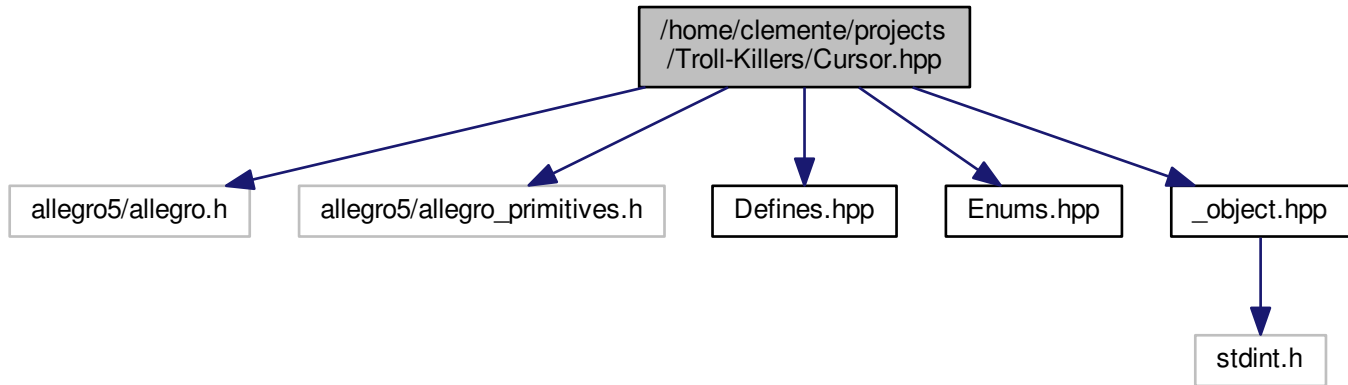 /home/clemente/projects
/Troll-Killers/Cursor.hpp
allegro5/allegro.h
allegro5/allegro_primitives.h
Defines.hpp
Enums.hpp
_object.hpp
stdint.h